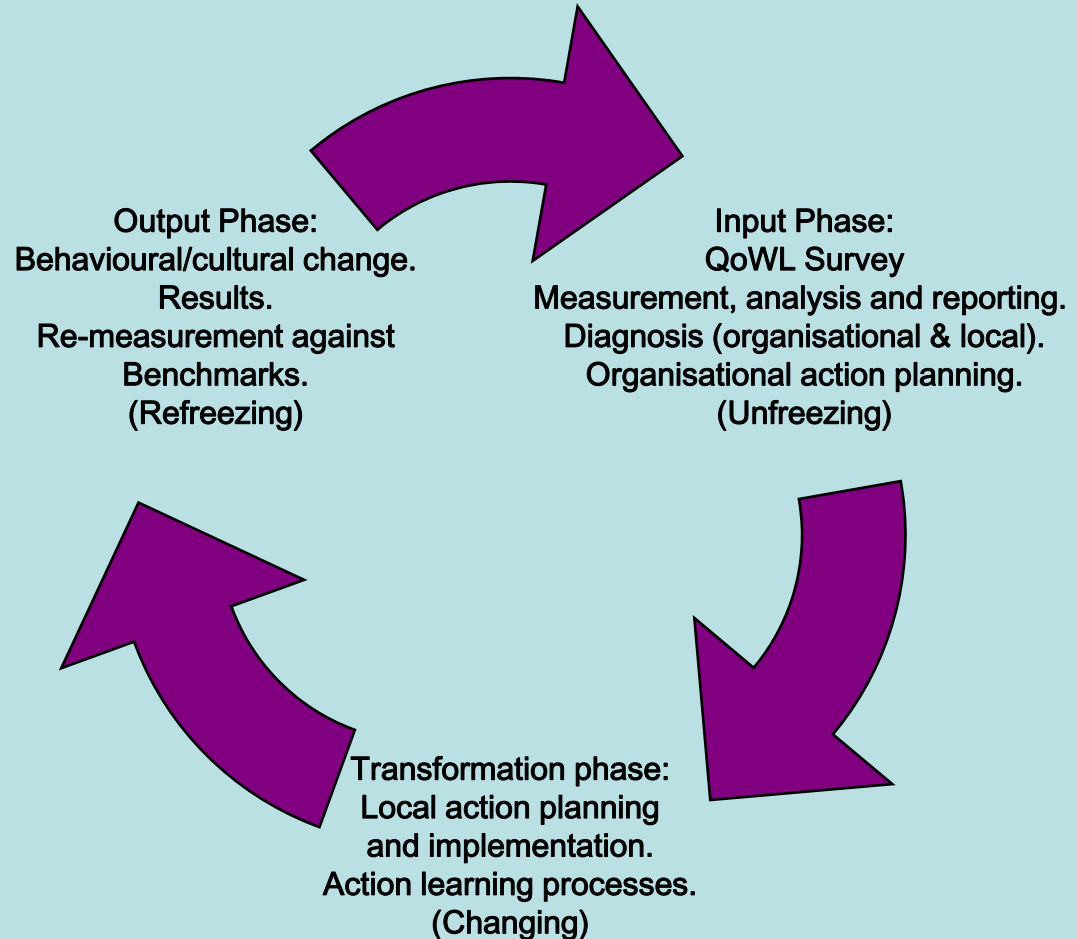 Output Phase:
Behavioural/cultural change.
Results.
Re-measurement against
Benchmarks.
(Refreezing)
Input Phase:
QoWL Survey
Measurement, analysis and reporting.
Diagnosis (organisational & local).
Organisational action planning.
(Unfreezing)
Transformation phase:
Local action planning
and implementation.
Action learning processes.
(Changing)